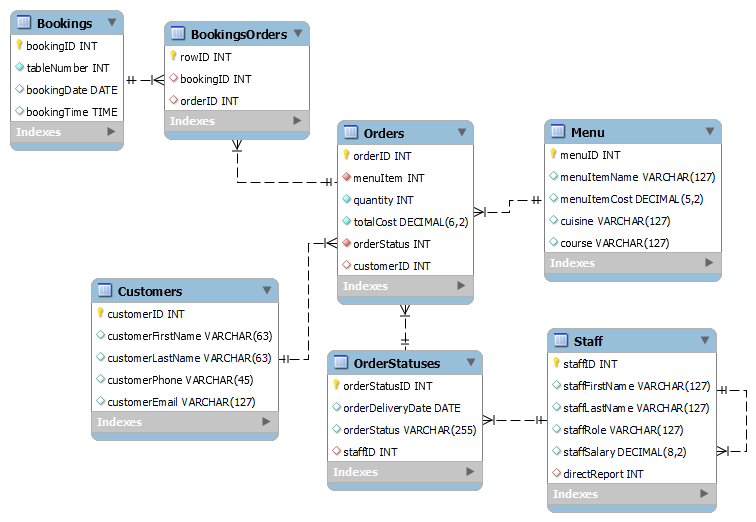 Bookings
bookingID INT
tableNumber INT
bookingDate DATE
bookingTime TIME
Indexes
BookingsOrders
rowID INT
bookingID INT
orderID INT
Indexes
Orders
orderID INT
menuItem INT
quantity INT
totalCost DECIMAL(6,2)
orderStatus INT
customerID INT
Indexes
Menu
menuID INT
menuItemName VARCHAR(127)
menuItemCost DECIMAL(5,2)
cuisine VARCHAR(127)
course VARCHAR(127)
Indexes
Customers
customerID INT
customerFirstName VARCHAR(63)
customerLastName VARCHAR(63)
customerPhone VARCHAR(45)
customerEmail VARCHAR(127)
Indexes
OrderStatuses
orderStatusID INT
orderDeliveryDate DATE
orderStatus VARCHAR(255)
staffID INT
Indexes
Staff
staffID INT
staffFirstName VARCHAR(127)
staffLastName VARCHAR(127)
staffRole VARCHAR(127)
staffSalary DECIMAL(8,2)
directReport INT
Indexes